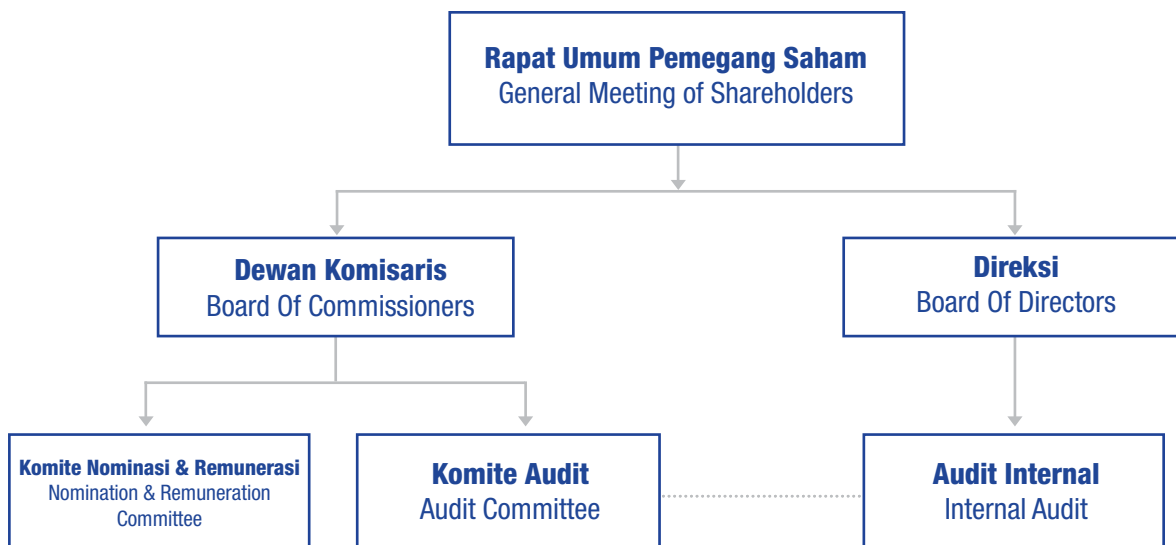 Rapat Umum Pemegang Saham
General Meeting of Shareholders
Dewan Komisaris
Board Of Commissioners
Direksi
Board Of Directors
Komite Nominasi & Remunerasi
Nomination & Remuneration
Committee
Komite Audit
Audit Committee
Audit Internal
Internal Audit